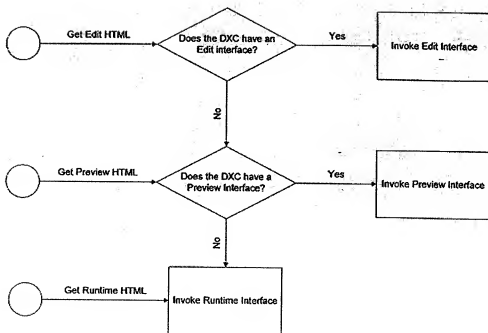 Get Edit HTML
Does the DXC have an
Edit interface?
Yes
Invoke Edit Interface
No
Get Preview HTML
Does the DXC have a
Preview Interface?
Yes
Invoke Preview Interface
No
Get Runtime HTML
Invoke Runtime Interface